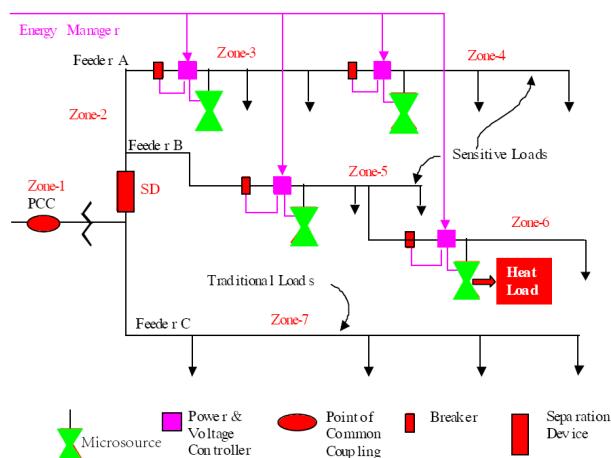 Energy Manager
Feeder A
Zone-3
Zone-4
Zone-2
Feeder B
Zone-5
Sensitive Loads
Zone-1
PCC
SD
Zone-6
Heat
Load
Traditional Loads
Feeder C
Zone-7
Microsource
Power &
Voltage
Controller
Point of
Common
Coupling
Breaker
Separation
Device